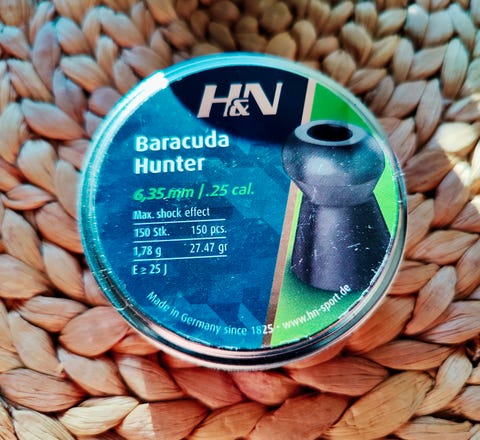 H&N
Baracuda
Hunter
6,35 mm / .25 cal.
Max. shock effect
150 Stk. 150 pcs.
1,78 g 27.47 gr
E ≥ 25 J
Made in Germany since 1825 • www.hn-sport.de